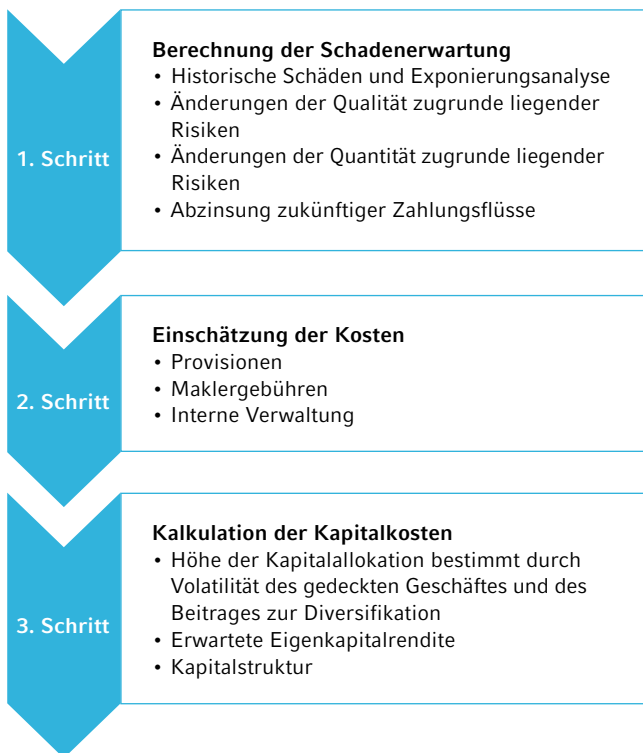 1. Schritt
Berechnung der Schadenerwartung
• Historische Schäden und Exponierungsanalyse
• Änderungen der Qualität zugrunde liegender
Risiken
• Änderungen der Quantität zugrunde liegender
Risiken
• Abzinsung zukünftiger Zahlungsflüsse
2. Schritt
Einschätzung der Kosten
• Provisionen
• Maklergebühren
• Interne Verwaltung
3. Schritt
Kalkulation der Kapitalkosten
• Höhe der Kapitalallokation bestimmt durch
Volatilität des gedeckten Geschäftes und des
Beitrages zur Diversifikation
• Erwartete Eigenkapitalrendite
• Kapitalstruktur